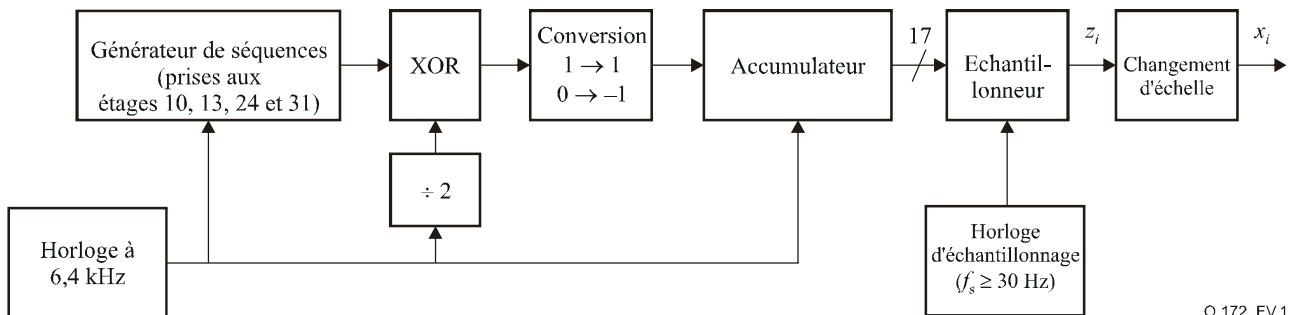 Générateur de séquences
(prises aux
étages 10, 13, 24 et 31)
XOR
Conversion
1 → 1
0 → –1
Accumulateur
17
Echantil-
lonneur
z_i
Changement
d'échelle
x_i
÷ 2
Horloge à
6,4 kHz
Horloge
d'échantillonnage
(f_s ≥ 30 Hz)
O.172_FV.1